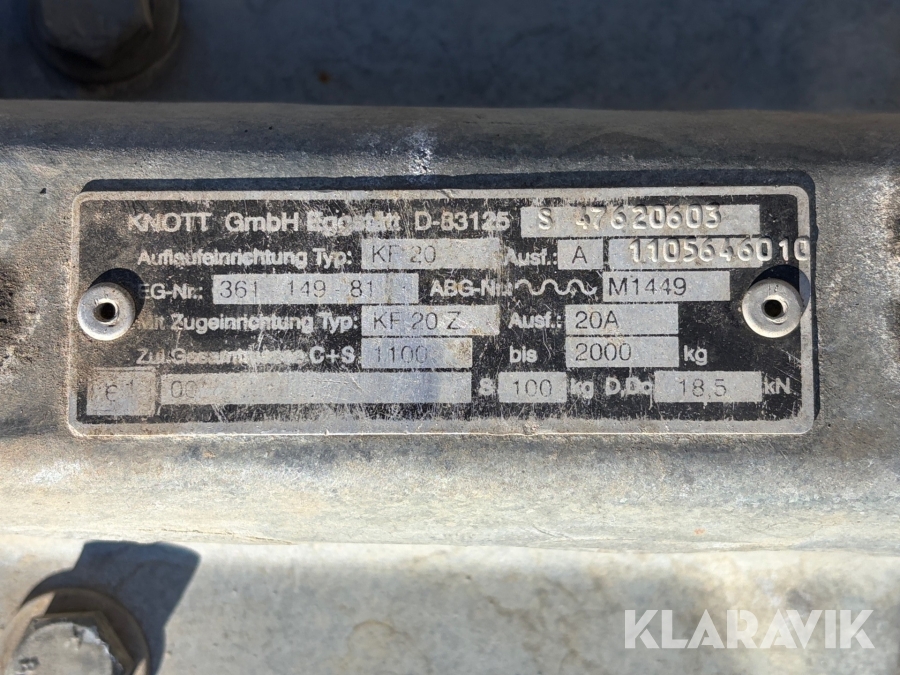 KNOTT GmbH Eggstätt D-83125 S 47620603
Auflaufeinrichtung Typ: KF 20 Ausf.: A 1105646010
EG-Nr.: 361 149-81 ABG-Nr.: M1449
Mit Zugeinrichtung Typ: KF 20 Z Ausf.: 20A
Zul. Gesamtmasse C+S 1100 bis 2000 kg
S 100 kg D,Dc 18,5 kN
KLARAVIK